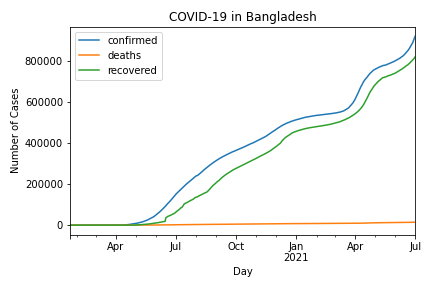 COVID-19 in Bangladesh
confirmed
deaths
recovered
Number of Cases
800000
600000
400000
200000
0
Apr Jul Oct Jan Apr Jul
2021
Day